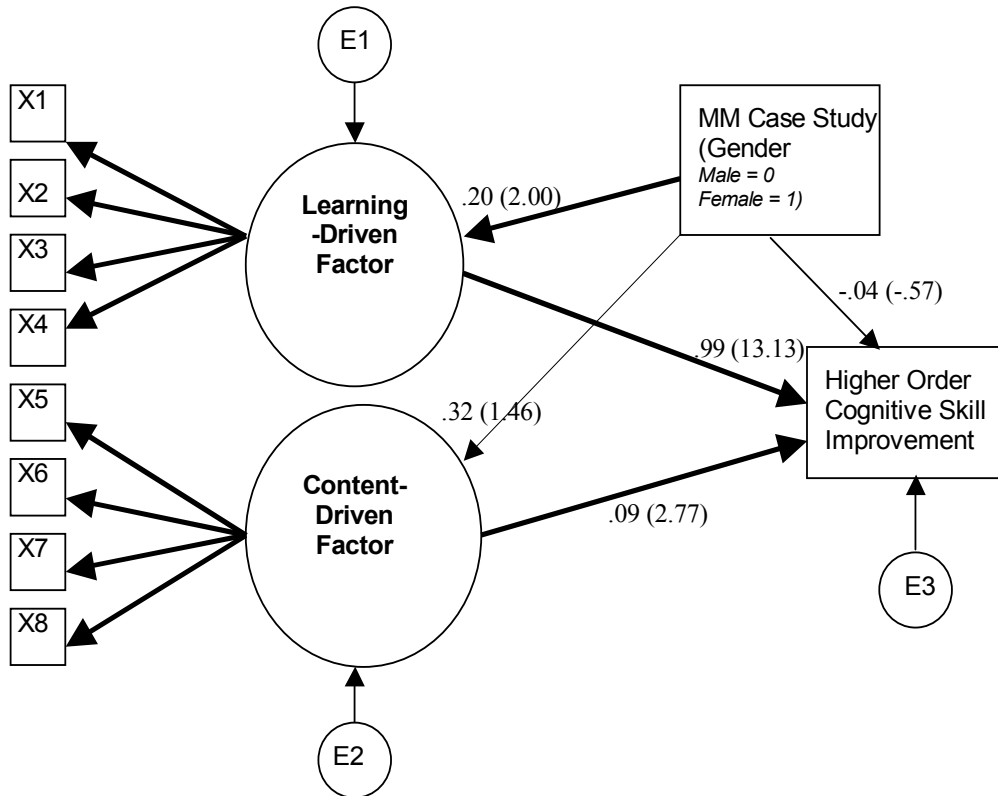 E1
X1
MM Case Study
(Gender
Male = 0
Female = 1)
X2
Learning
-Driven
Factor
.20 (2.00)
X3
X4
-.04 (-.57)
.99 (13.13)
Higher Order
Cognitive Skill
Improvement
X5
.32 (1.46)
X6
Content-
Driven
Factor
.09 (2.77)
X7
E3
X8
E2